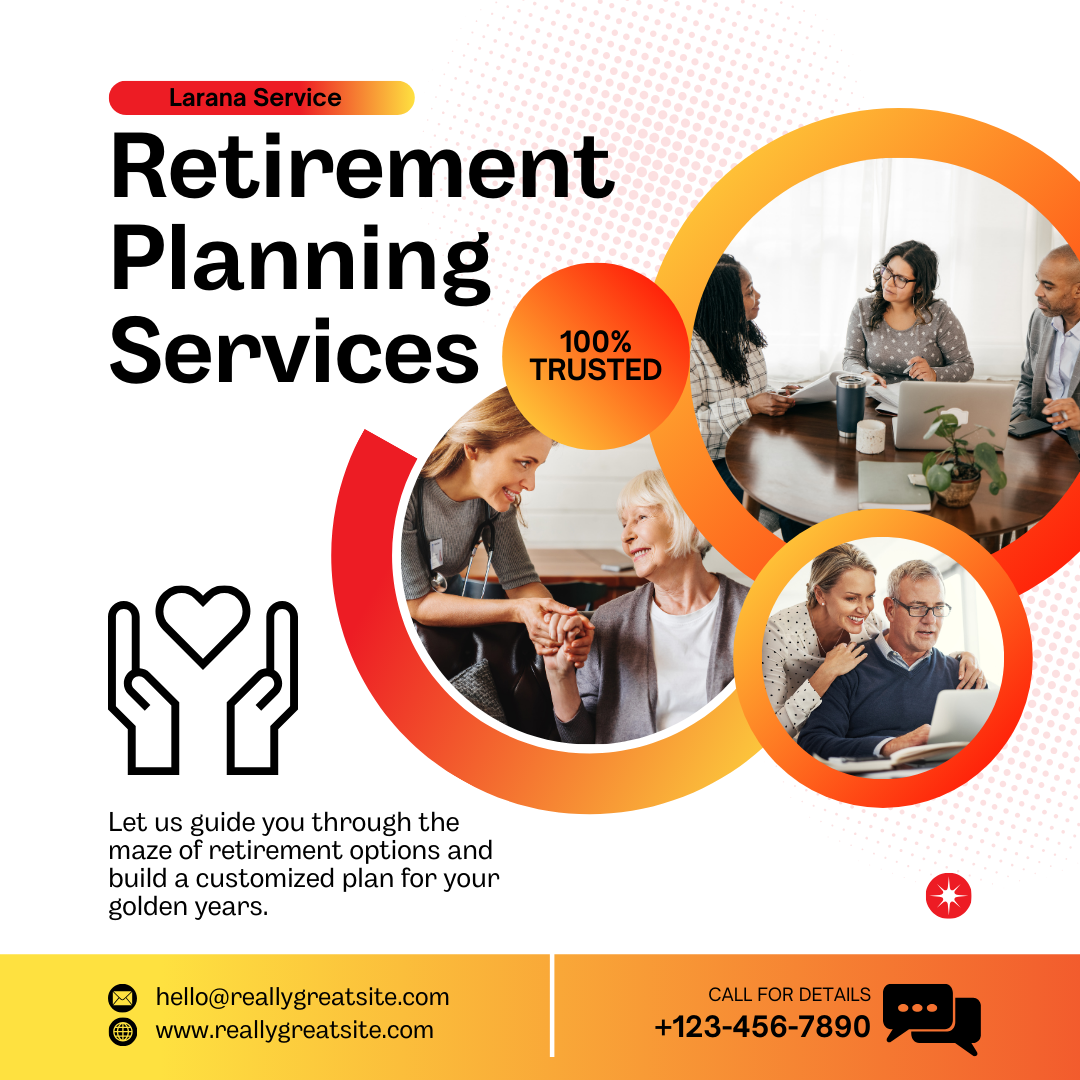 Larana Service
Retirement
Planning
Services
100%
TRUSTED
Let us guide you through the
maze of retirement options and
build a customized plan for your
golden years.
hello@reallygreatsite.com
www.reallygreatsite.com
CALL FOR DETAILS
+123-456-7890